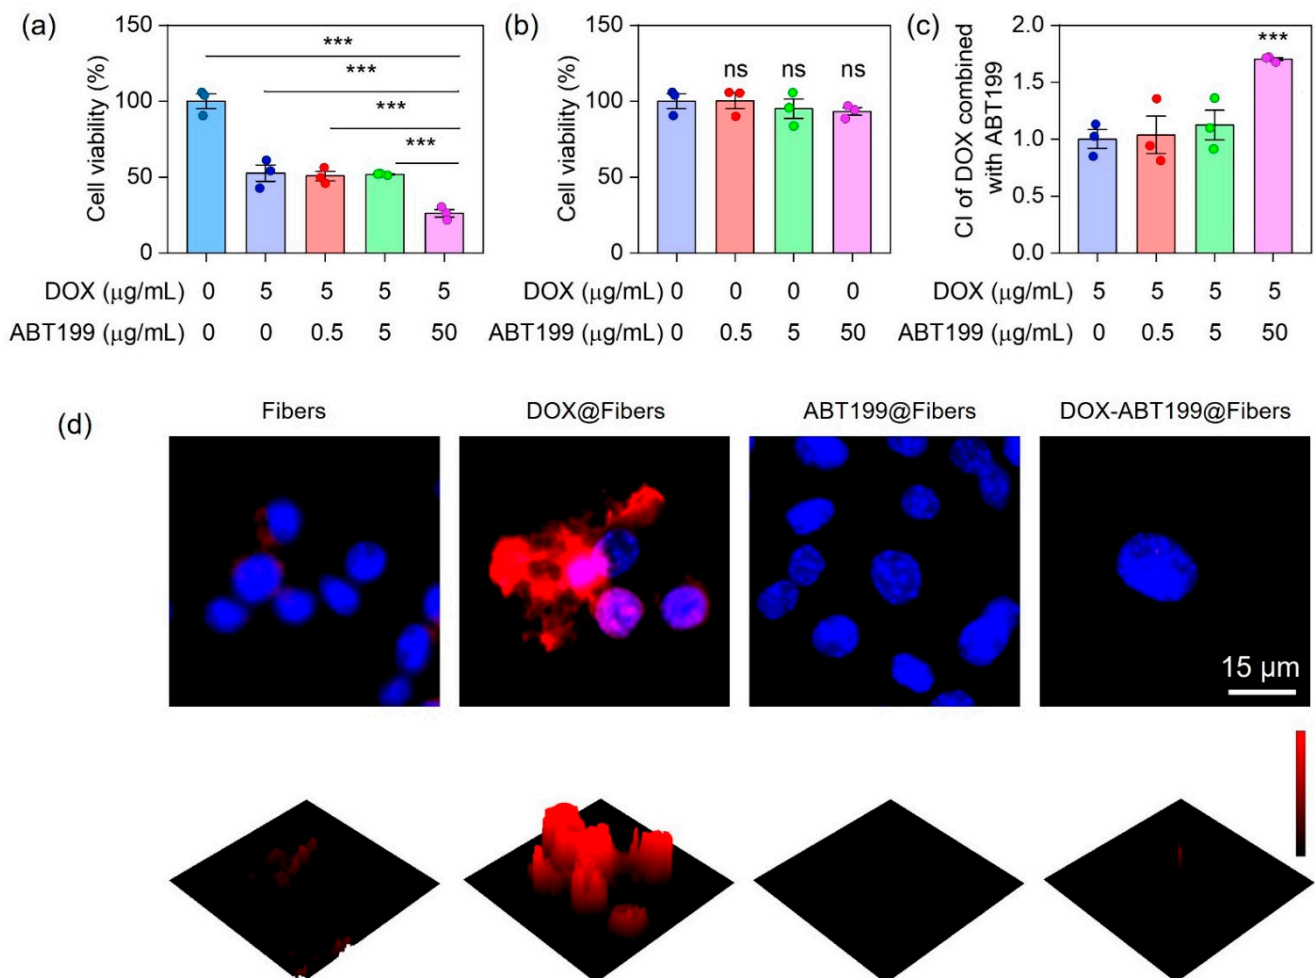 (a)
150
100
50
0
Cell viability (%)
***
***
***
***
DOX (μg/mL) 0 5 5 5 5
ABT199 (μg/mL) 0 0 0.5 5 50
(b)
150
100
50
0
Cell viability (%)
ns ns ns
DOX (μg/mL) 0 0 0 0
ABT199 (μg/mL) 0 0.5 5 50
(c)
2.0
1.5
1.0
0.5
0.0
CI of DOX combined
with ABT199
***
DOX (μg/mL) 5 5 5 5
ABT199 (μg/mL) 0 0.5 5 50
(d)
Fibers DOX@Fibers ABT199@Fibers DOX-ABT199@Fibers
15 μm